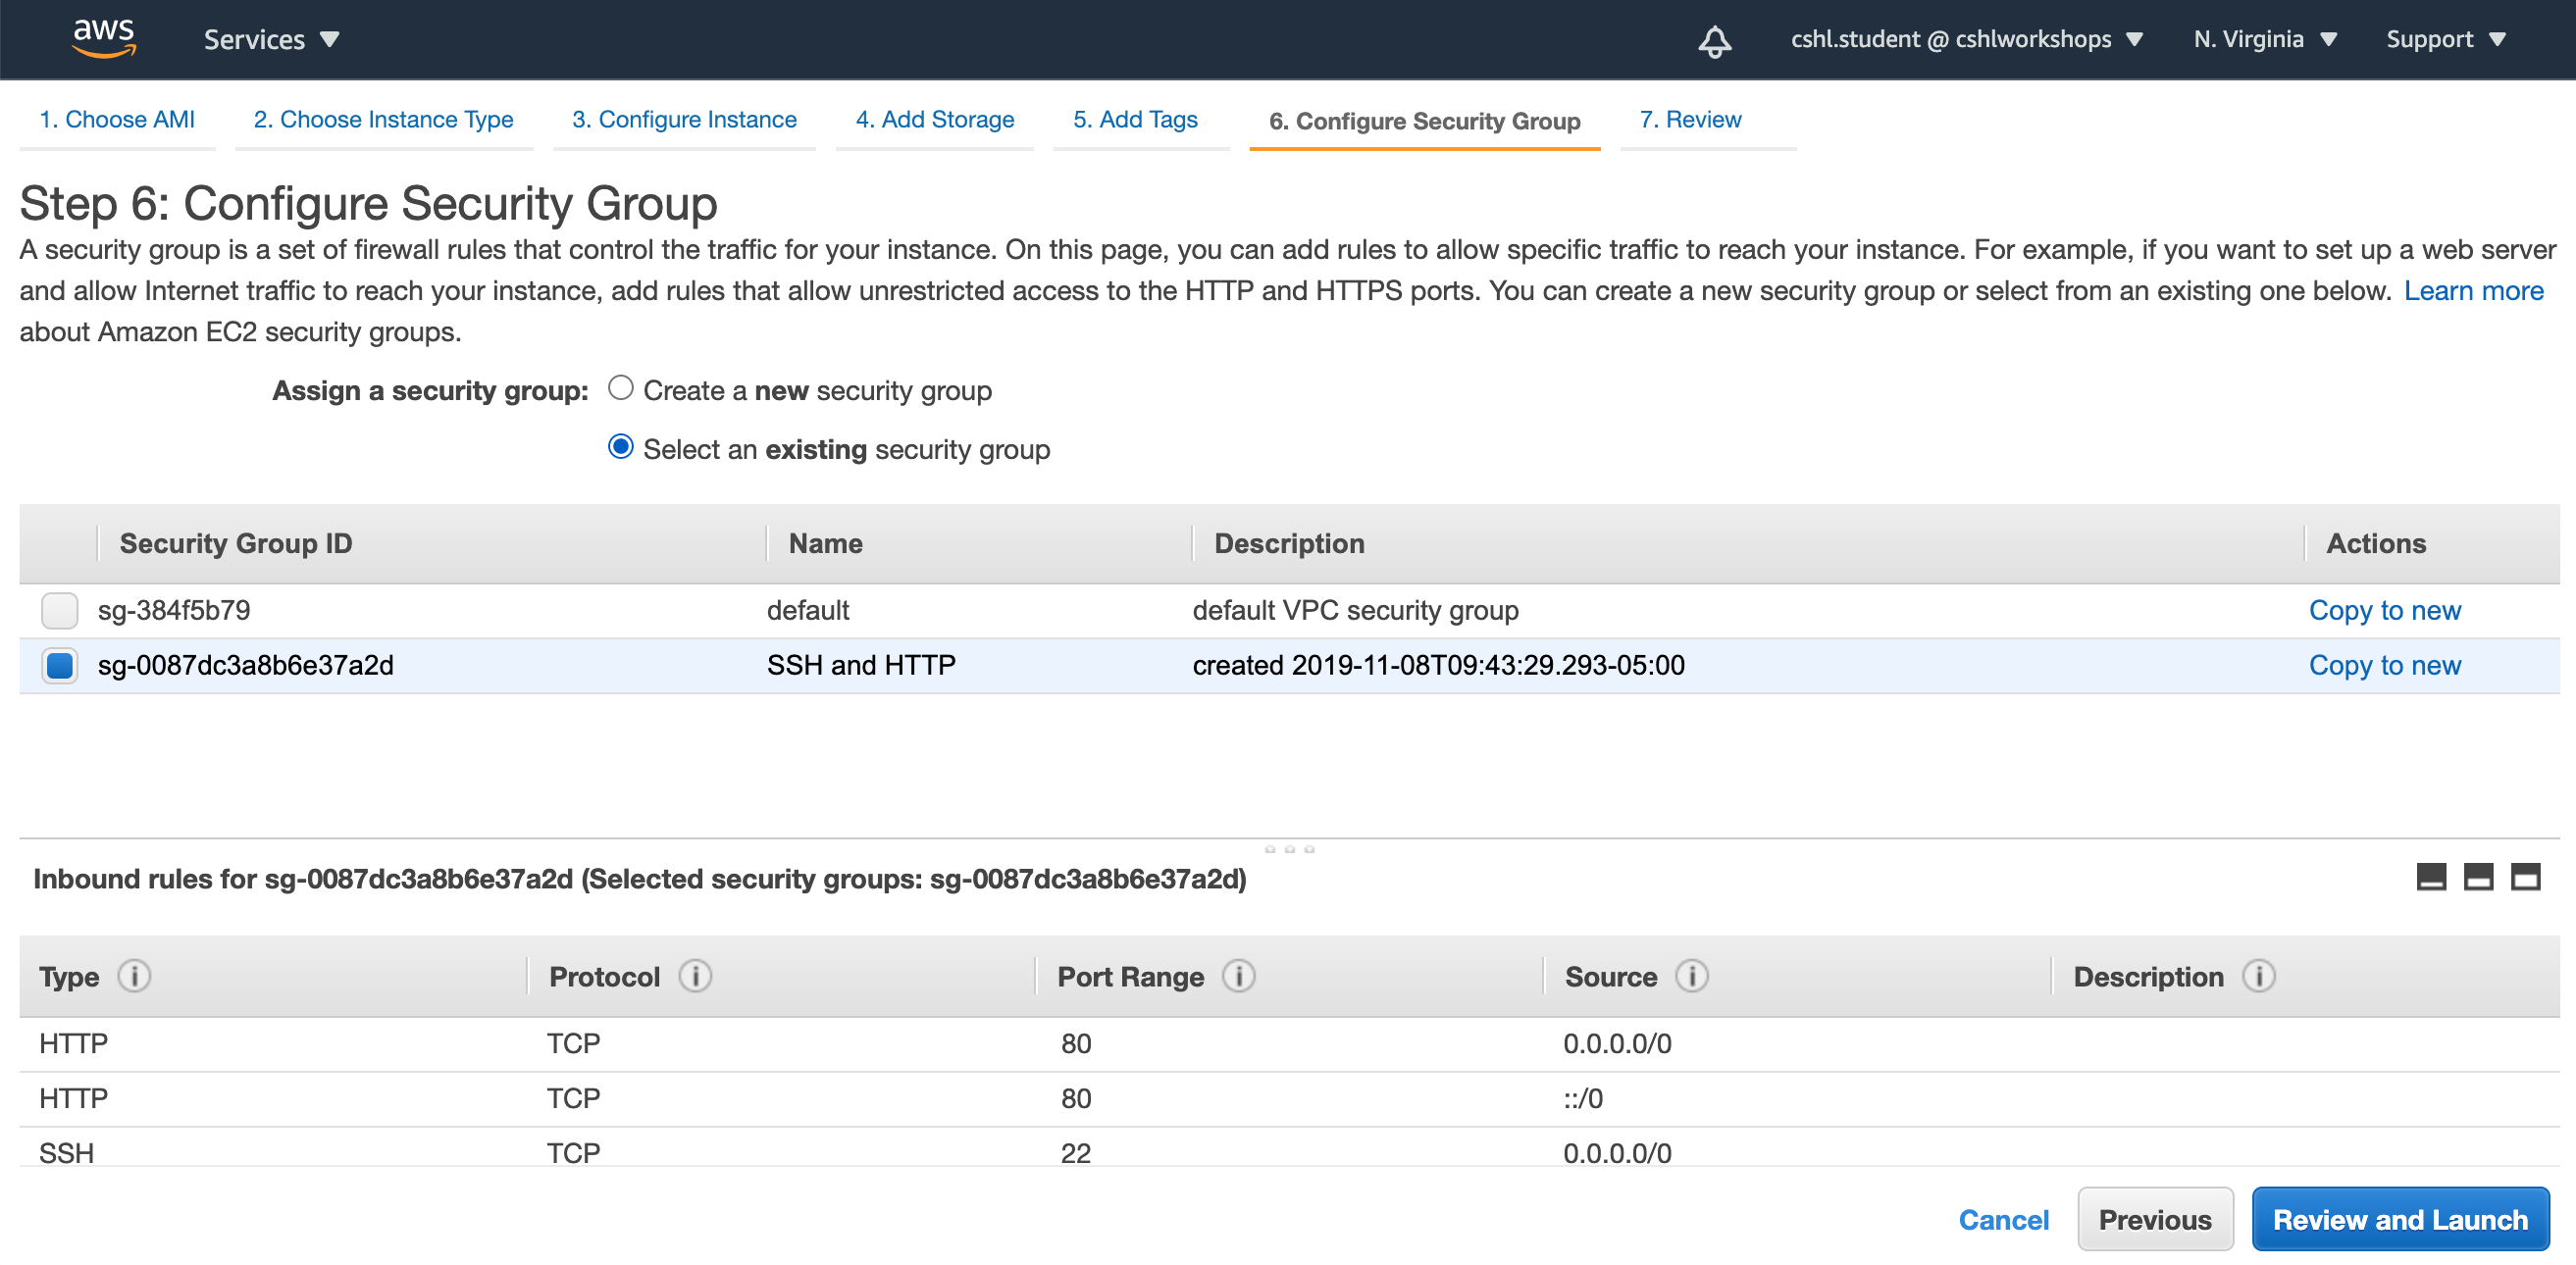 aws Services cshl.student @ cshlworkshops N. Virginia Support
1. Choose AMI 2. Choose Instance Type 3. Configure Instance 4. Add Storage 5. Add Tags 6. Configure Security Group 7. Review
Step 6: Configure Security Group
A security group is a set of firewall rules that control the traffic for your instance. On this page, you can add rules to allow specific traffic to reach your instance. For example, if you want to set up a web server
and allow Internet traffic to reach your instance, add rules that allow unrestricted access to the HTTP and HTTPS ports. You can create a new security group or select from an existing one below. Learn more
about Amazon EC2 security groups.
Assign a security group: Create a new security group
Select an existing security group
Security Group ID Name Description Actions
sg-384f5b79 default default VPC security group Copy to new
sg-0087dc3a8b6e37a2d SSH and HTTP created 2019-11-08T09:43:29.293-05:00 Copy to new
Inbound rules for sg-0087dc3a8b6e37a2d (Selected security groups: sg-0087dc3a8b6e37a2d)
Type i Protocol i Port Range i Source i Description i
HTTP TCP 80 0.0.0.0/0
HTTP TCP 80 ::/0
SSH TCP 22 0.0.0.0/0
Cancel Previous Review and Launch